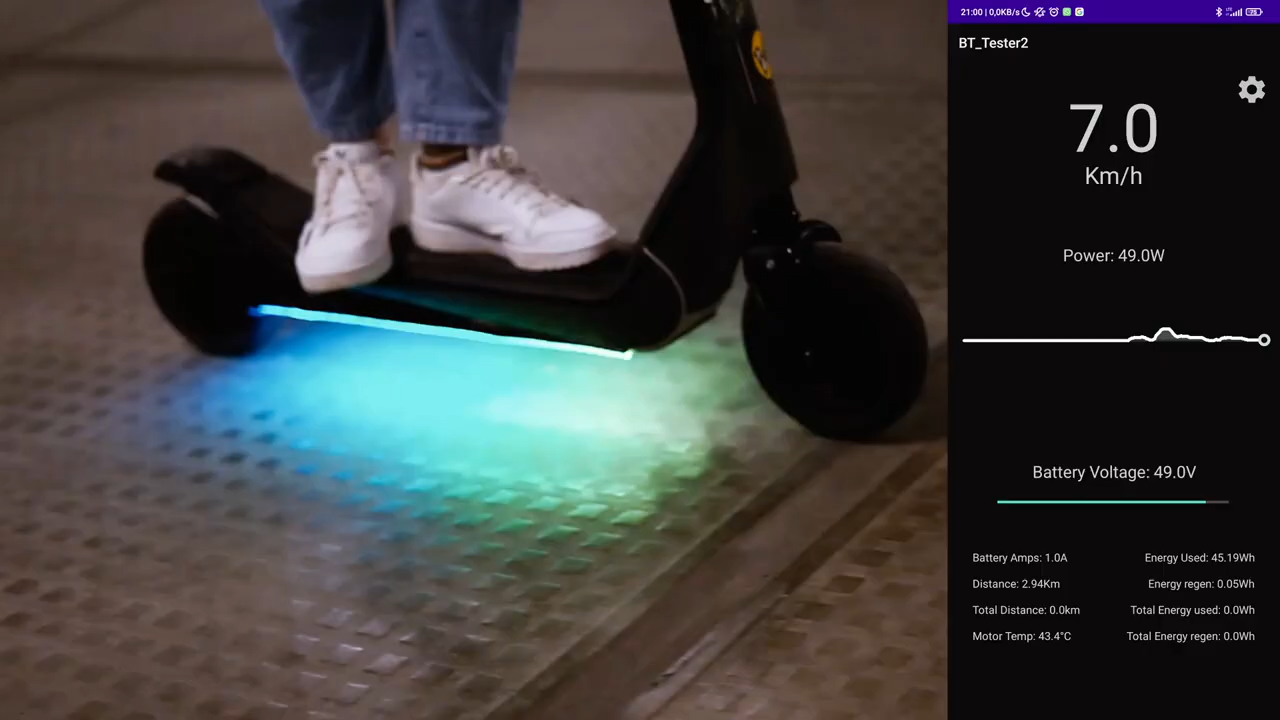 21:00 | 0,0KB/s
BT_Tester2
7.0
Km/h
Power: 49.0W
Battery Voltage: 49.0V
Battery Amps: 1.0A Energy Used: 45.19Wh
Distance: 2.94Km Energy regen: 0.05Wh
Total Distance: 0.0km Total Energy used: 0.0Wh
Motor Temp: 43.4°C Total Energy regen: 0.0Wh